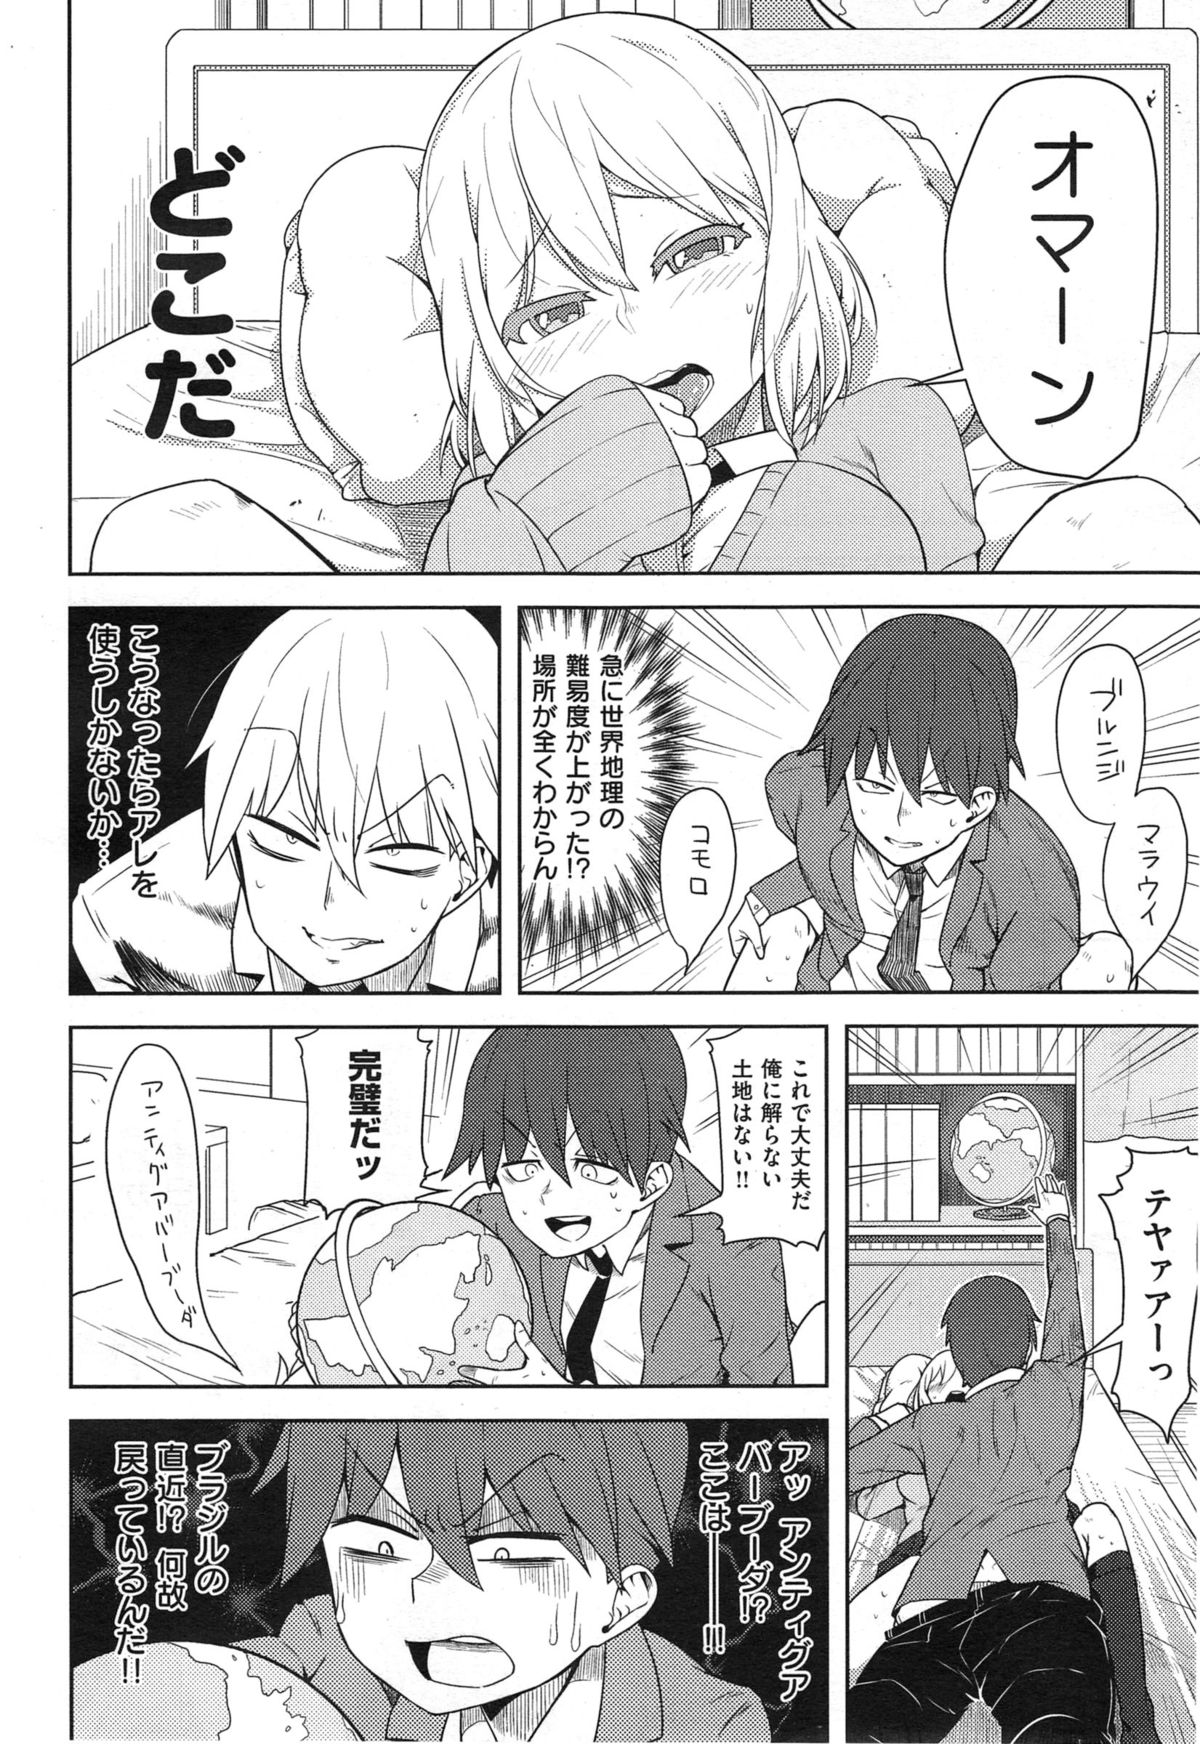 オマーン
どこだ
ブルンジ
マラウイ
コモロ
急に世界地理の
難易度が上がった!?
場所が全くわからん
こうなったらアレを
使うしかないか…
テヤァアーっ
これで大丈夫だ
俺に解らない
土地はない!!
完璧だッ
アンティグアバーブーダ
アッ アンティグア
バーブーダ!?
ここは――!!
ブラジルの
直近!? 何故
戻っているんだ!!